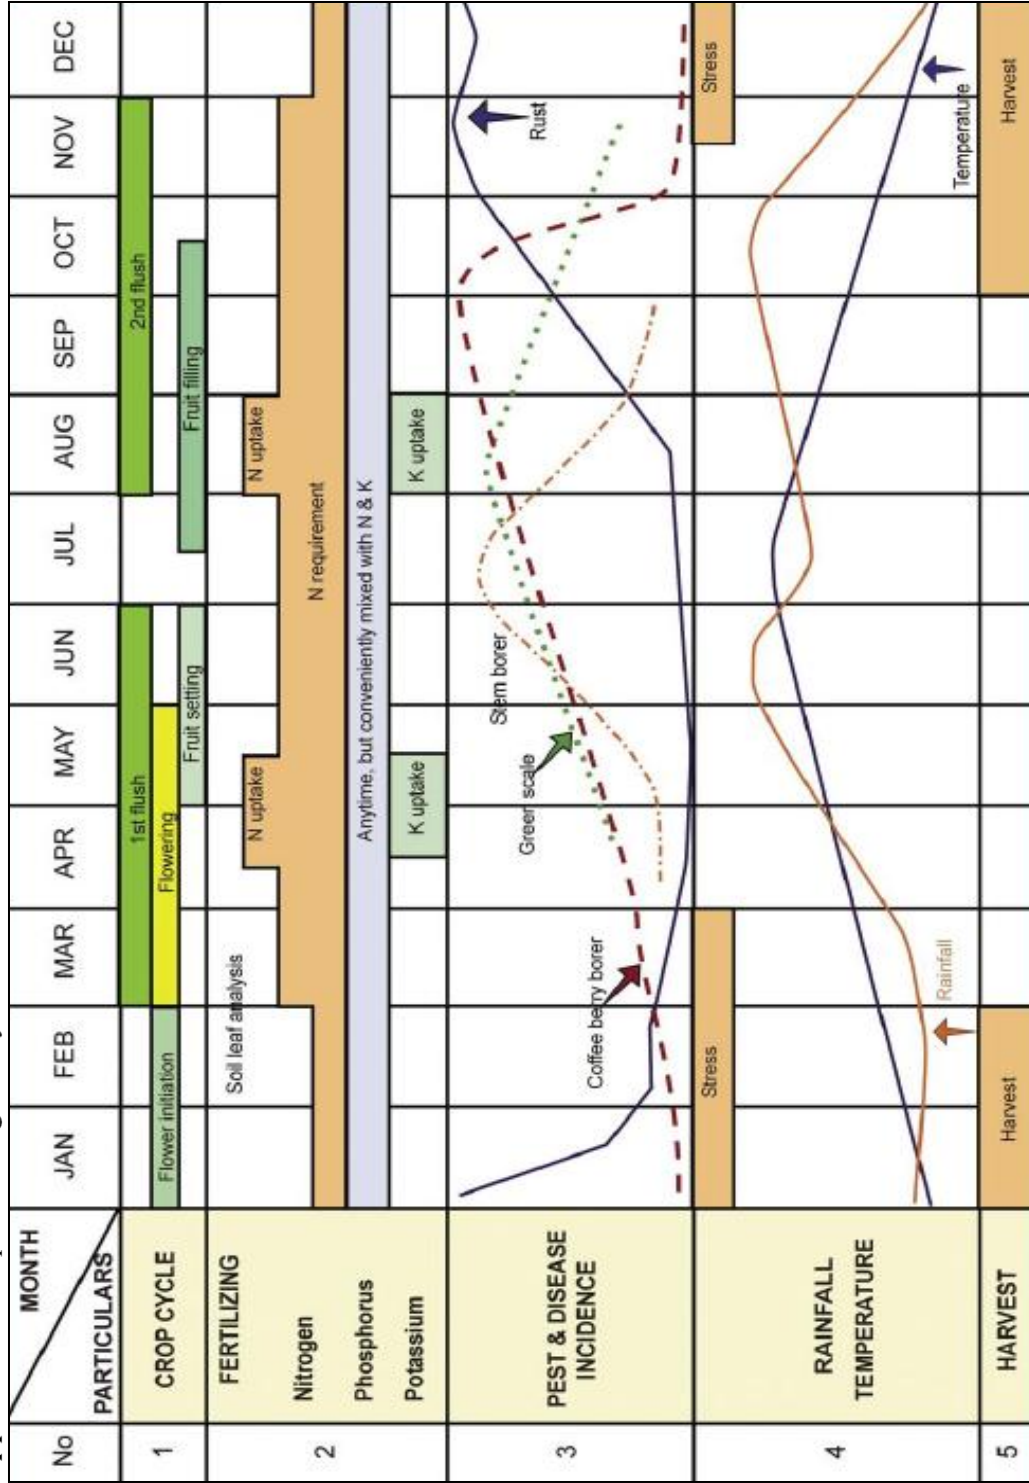 No
MONTH
PARTICULARS
JAN
FEB
MAR
APR
MAY
JUN
JUL
AUG
SEP
OCT
NOV
DEC
1
CROP CYCLE
1st flush
2nd flush
Flower initiation
Flowering
Fruit setting
Fruit filling
2
FERTILIZING
Nitrogen
Phosphorus
Potassium
Soil leaf analysis
N uptake
N uptake
N requirement
Anytime, but conveniently mixed with N & K
K uptake
K uptake
3
PEST & DISEASE
INCIDENCE
Coffee berry borer
Green scale
Stem borer
Rust
4
RAINFALL
TEMPERATURE
Stress
Stress
Rainfall
Temperature
5
HARVEST
Harvest
Harvest